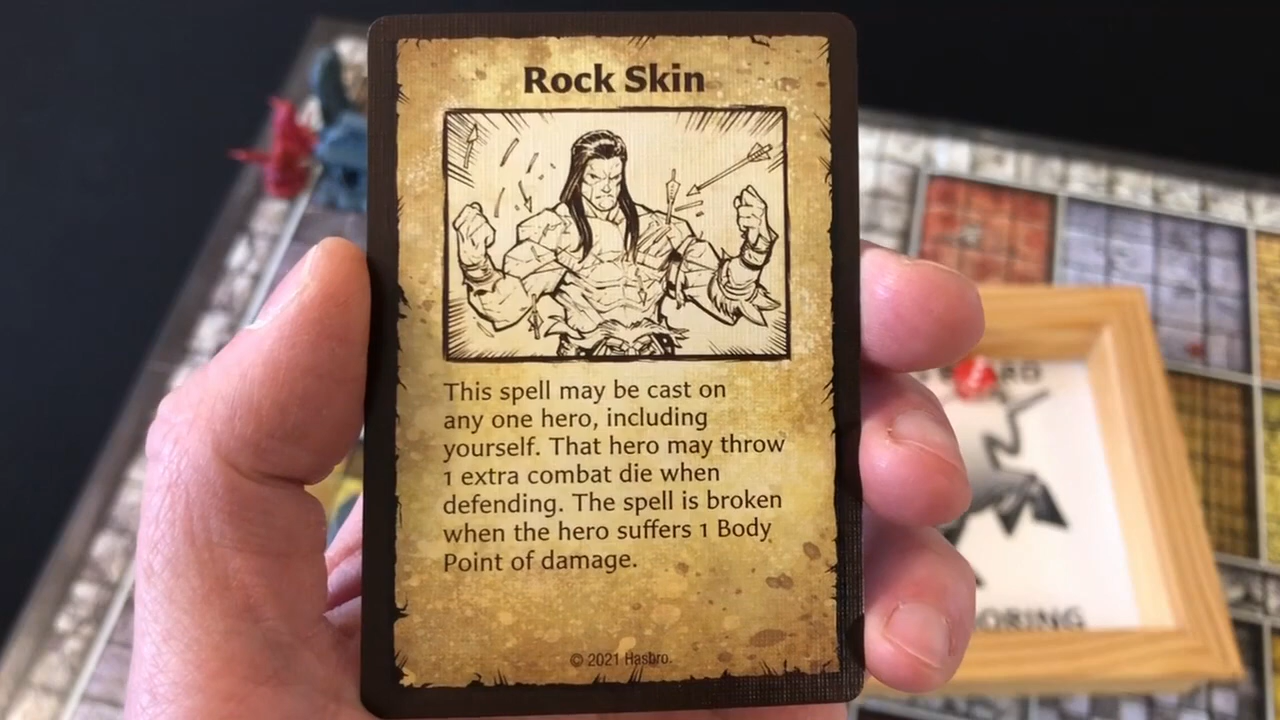 Rock Skin
This spell may be cast on
any one hero, including
yourself. That hero may throw
1 extra combat die when
defending. The spell is broken
when the hero suffers 1 Body
Point of damage.
© 2021 Hasbro.